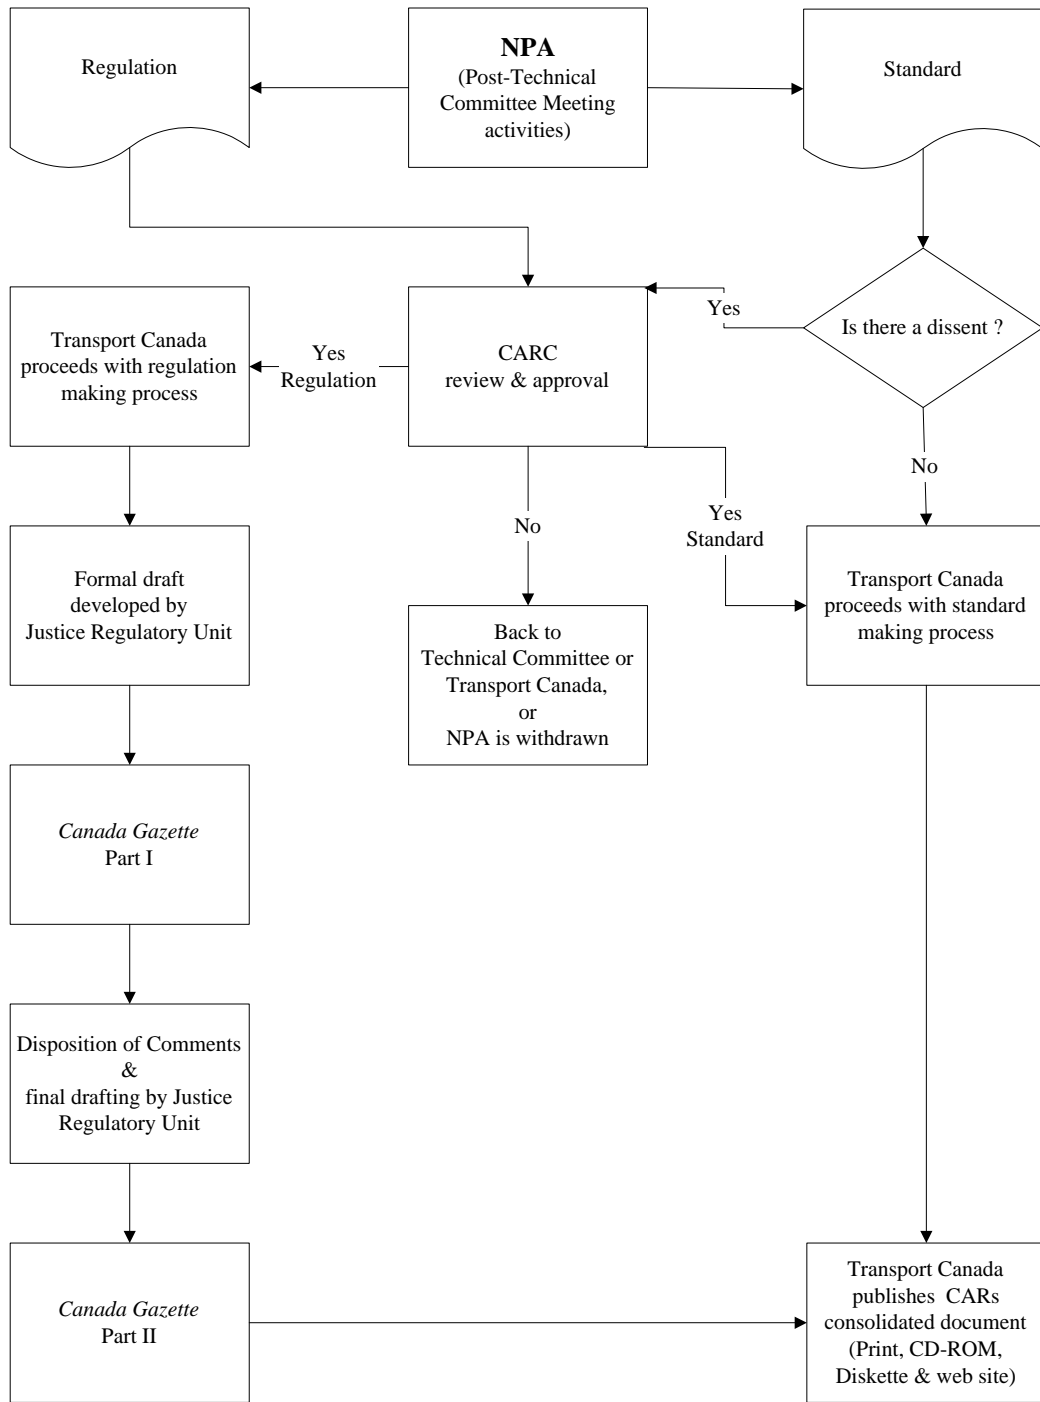 Regulation
NPA
(Post-Technical
Committee Meeting
activities)
Standard
Is there a dissent ?
Yes
No
CARC
review & approval
Yes
Regulation
Transport Canada
proceeds with regulation
making process
No
Yes
Standard
Formal draft
developed by
Justice Regulatory Unit
Back to
Technical Committee or
Transport Canada,
or
NPA is withdrawn
Transport Canada
proceeds with standard
making process
Canada Gazette
Part I
Disposition of Comments
&
final drafting by Justice
Regulatory Unit
Canada Gazette
Part II
Transport Canada
publishes CARs
consolidated document
(Print, CD-ROM,
Diskette & web site)